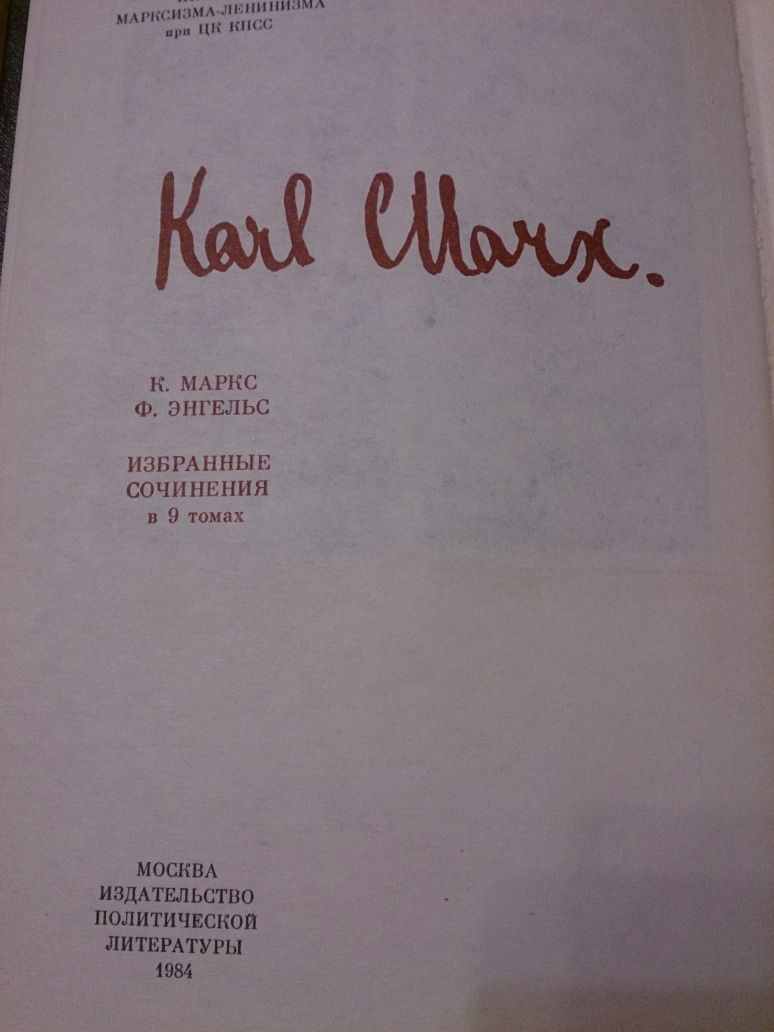 МАРКСИЗМА-ЛЕНИНИЗМА
при ЦК КПСС
Karl Marx.
К. МАРКС
Ф. ЭНГЕЛЬС
ИЗБРАННЫЕ
СОЧИНЕНИЯ
в 9 томах
МОСКВА
ИЗДАТЕЛЬСТВО
ПОЛИТИЧЕСКОЙ
ЛИТЕРАТУРЫ
1984